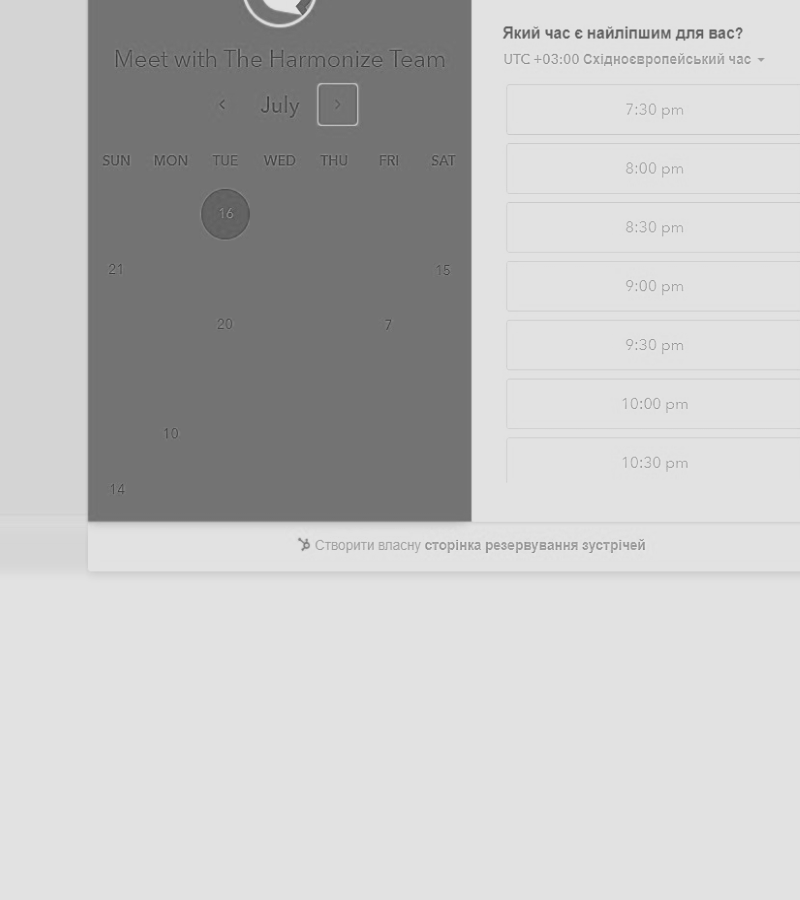 Meet with The Harmonize Team
July
SUN MON TUE WED THU FRI SAT
16
21 15
20 7
10
14
Який час є найліпшим для вас?
UTC +03:00 Східноєвропейський час
7:30 pm
8:00 pm
8:30 pm
9:00 pm
9:30 pm
10:00 pm
10:30 pm
Створити власну сторінка резервування зустрічей